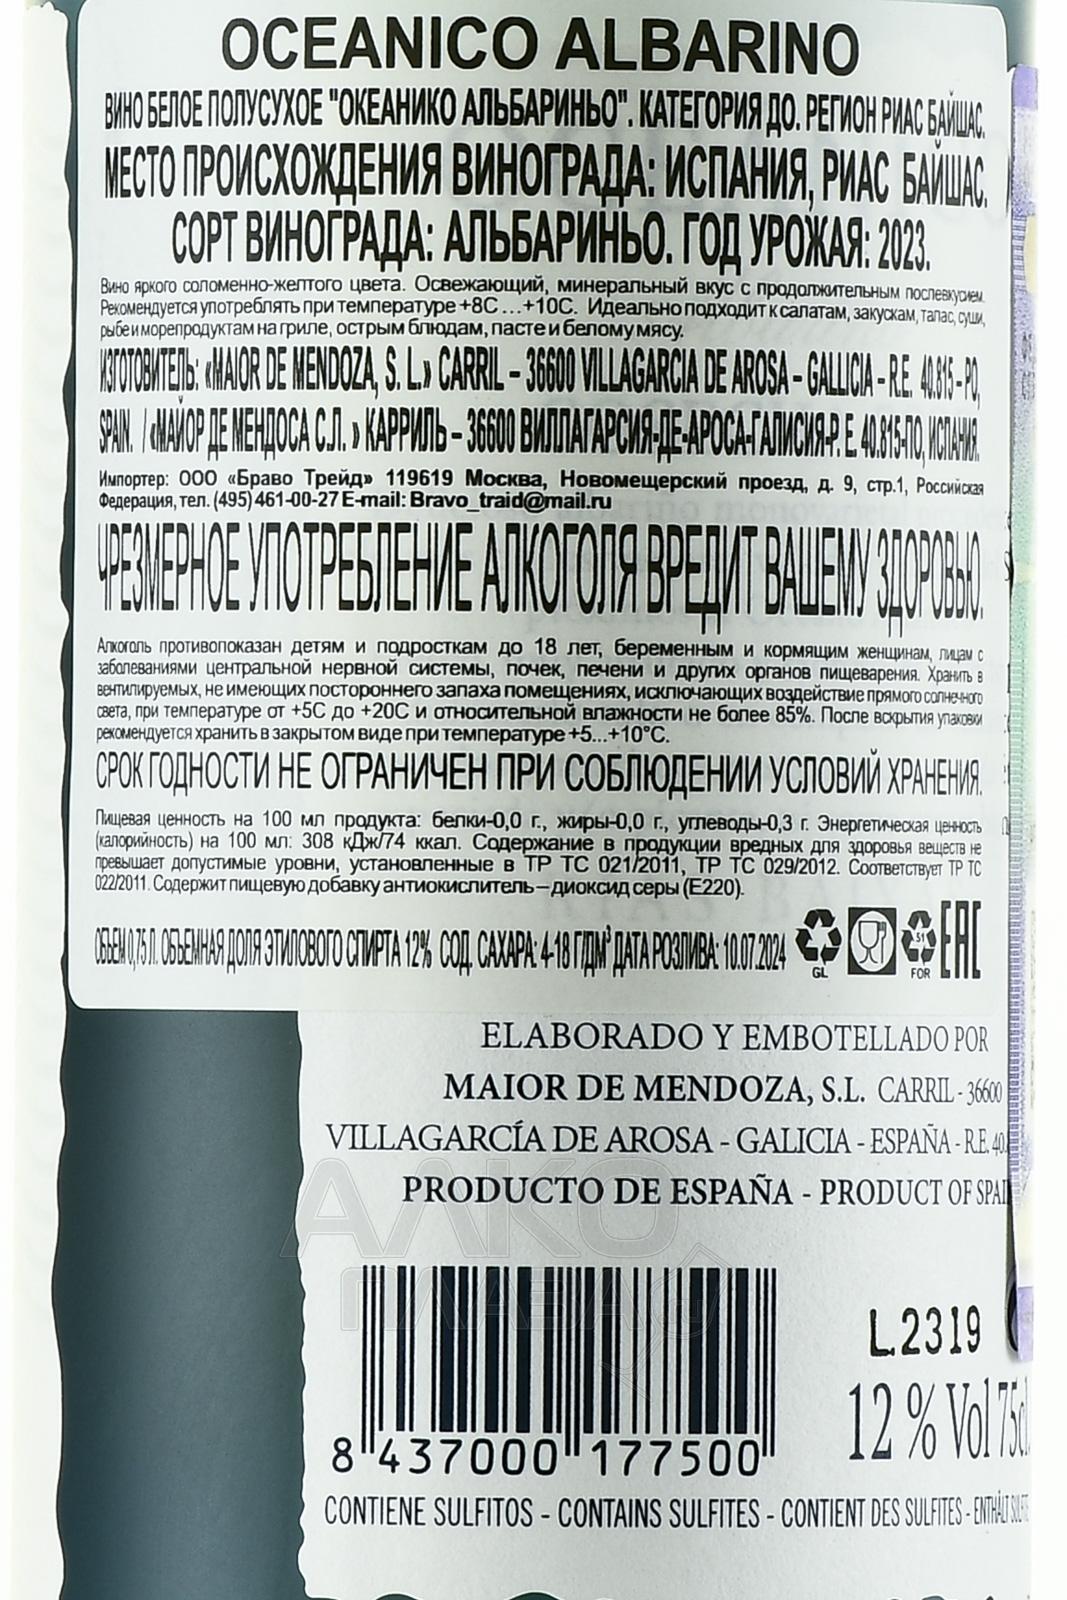 OCEANICO ALBARINO
ВИНО БЕЛОЕ ПОЛУСУХОЕ "ОКЕАНИКО АЛЬБАРИНЬО". КАТЕГОРИЯ ДО. РЕГИОН РИАС БАЙШАС.
МЕСТО ПРОИСХОЖДЕНИЯ ВИНОГРАДА: ИСПАНИЯ, РИАС БАЙШАС.
СОРТ ВИНОГРАДА: АЛЬБАРИНЬО. ГОД УРОЖАЯ: 2023.
Вино яркого соломенно-желтого цвета. Освежающий, минеральный вкус с продолжительным послевкусием.
Рекомендуется употреблять при температуре +8С...+10С. Идеально подходит к салатам, закускам, тапас, суши,
рыбе и морепродуктам на гриле, острым блюдам, пасте и белому мясу.
ИЗГОТОВИТЕЛЬ: «MAIOR DE MENDOZA, S. L.» CARRIL – 36600 VILLAGARCIA DE AROSA – GALLICIA – R.E. 40.815 – PO,
SPAIN. / «МАЙОР ДЕ МЕНДОСА С.Л. » КАРРИЛЬ – 36600 ВИЛЛАГАРСИЯ-ДЕ-АРОСА-ГАЛИСИЯ-Р. Е. 40.815-ПО, ИСПАНИЯ.
Импортер: ООО «Браво Трейд» 119619 Москва, Новомещерский проезд, д. 9, стр.1, Российская
Федерация, тел. (495) 461-00-27 E-mail: Bravo_traid@mail.ru
ЧРЕЗМЕРНОЕ УПОТРЕБЛЕНИЕ АЛКОГОЛЯ ВРЕДИТ ВАШЕМУ ЗДОРОВЬЮ.
Алкоголь противопоказан детям и подросткам до 18 лет, беременным и кормящим женщинам, лицам с
заболеваниями центральной нервной системы, почек, печени и других органов пищеварения. Хранить в
вентилируемых, не имеющих постороннего запаха помещениях, исключающих воздействие прямого солнечного
света, при температуре от +5С до +20С и относительной влажности не более 85%. После вскрытия упаковки
рекомендуется хранить в закрытом виде при температуре +5...+10°С.
СРОК ГОДНОСТИ НЕ ОГРАНИЧЕН ПРИ СОБЛЮДЕНИИ УСЛОВИЙ ХРАНЕНИЯ.
Пищевая ценность на 100 мл продукта: белки-0,0 г., жиры-0,0 г., углеводы-0,3 г. Энергетическая ценность
(калорийность) на 100 мл: 308 кДж/74 ккал. Содержание в продукции вредных для здоровья веществ не
превышает допустимые уровни, установленные в ТР ТС 021/2011, ТР ТС 029/2012. Соответствует ТР ТС
022/2011. Содержит пищевую добавку антиокислитель – диоксид серы (Е220).
ОБЪЕМ 0,75 Л. ОБЪЕМНАЯ ДОЛЯ ЭТИЛОВОГО СПИРТА 12% СОД. САХАРА: 4-18 Г/ДМ³ ДАТА РОЗЛИВА: 10.07.2024
GL 51 FOR EAC
ELABORADO Y EMBOTELLADO POR
MAIOR DE MENDOZA, S.L. CARRIL - 36600
VILLAGARCÍA DE AROSA - GALICIA - ESPAÑA - R.E. 40.
PRODUCTO DE ESPAÑA - PRODUCT OF SPAI
АЛКО
ПЛАЗА
L.2319
12 % Vol 75cl.
8 437000 177500
CONTIENE SULFITOS - CONTAINS SULFITES - CONTIENT DES SULFITES - ENTHÄLT SULFITE